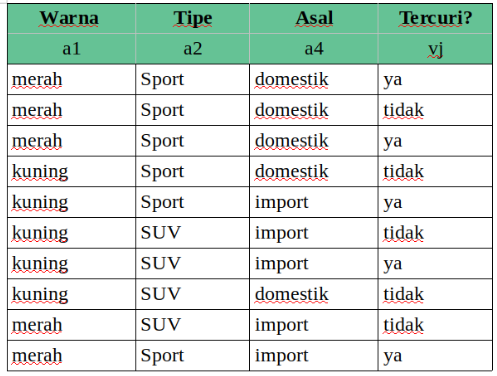 Warna Tipe Asal Tercuri?
a1 a2 a4 vj
merah Sport domestik ya
merah Sport domestik tidak
merah Sport domestik ya
kuning Sport domestik tidak
kuning Sport import ya
kuning SUV import tidak
kuning SUV import ya
kuning SUV domestik tidak
merah SUV import tidak
merah Sport import ya